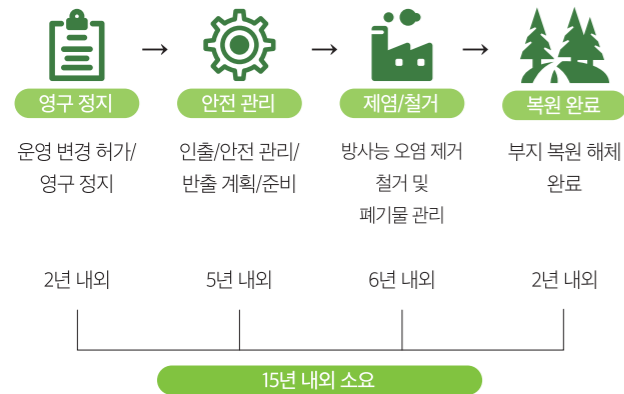 영구 정지
안전 관리
제염/철거
복원 완료
운영 변경 허가/
영구 정지
인출/안전 관리/
반출 계획/준비
방사능 오염 제거
철거 및
폐기물 관리
부지 복원 해체
완료
2년 내외
5년 내외
6년 내외
2년 내외
15년 내외 소요